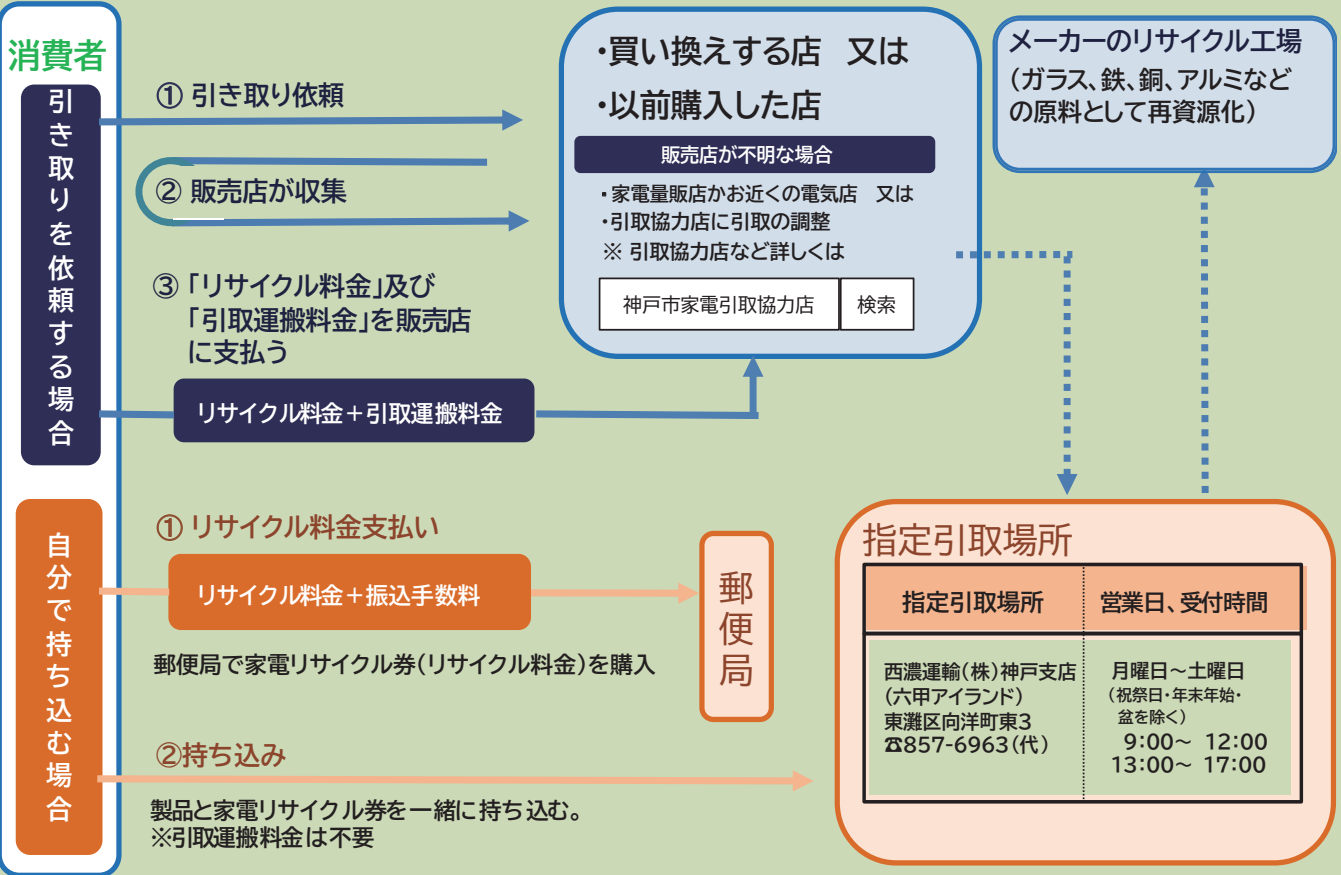 消費者
引き取りを依頼する場合
① 引き取り依頼
② 販売店が収集
③「リサイクル料金」及び
「引取運搬料金」を販売店
に支払う
リサイクル料金＋引取運搬料金
・買い換えする店　又は
・以前購入した店
販売店が不明な場合
・家電量販店かお近くの電気店　又は
・引取協力店に引取の調整
※ 引取協力店など詳しくは
神戸市家電引取協力店　検索
メーカーのリサイクル工場
（ガラス、鉄、銅、アルミなど
の原料として再資源化）
自分で持ち込む場合
① リサイクル料金支払い
リサイクル料金＋振込手数料
郵便局で家電リサイクル券（リサイクル料金）を購入
郵便局
②持ち込み
製品と家電リサイクル券を一緒に持ち込む。
※引取運搬料金は不要
指定引取場所
指定引取場所　営業日、受付時間
西濃運輸（株）神戸支店
（六甲アイランド）
東灘区向洋町東3
☎857-6963（代）
月曜日～土曜日
（祝祭日・年末年始・
盆を除く）
9:00～ 12:00
13:00～ 17:00